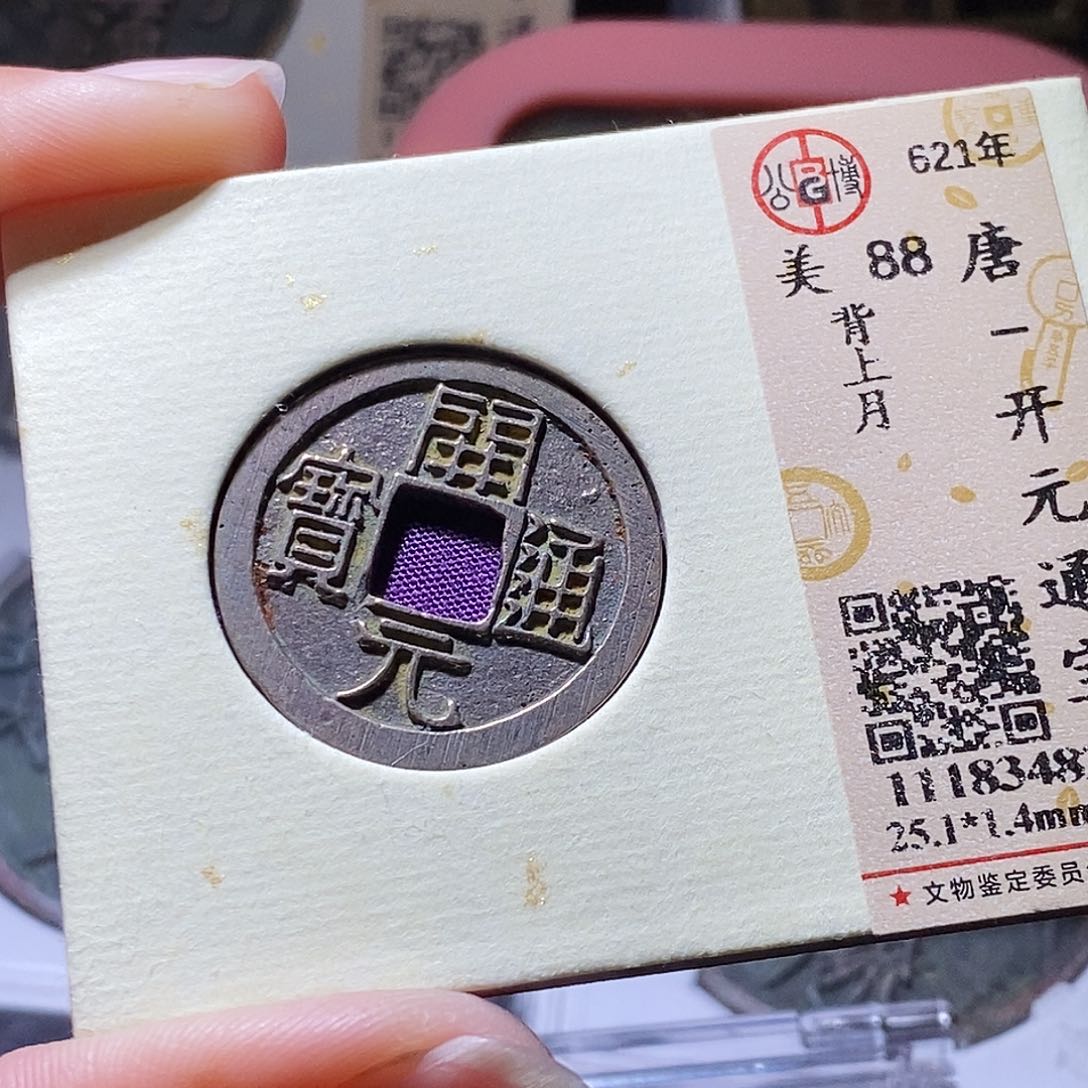 開元通寶
公博
621年
美 88 唐
背上月
一开元通宝
1118348
25.1*1.4mm
文物鉴定委员